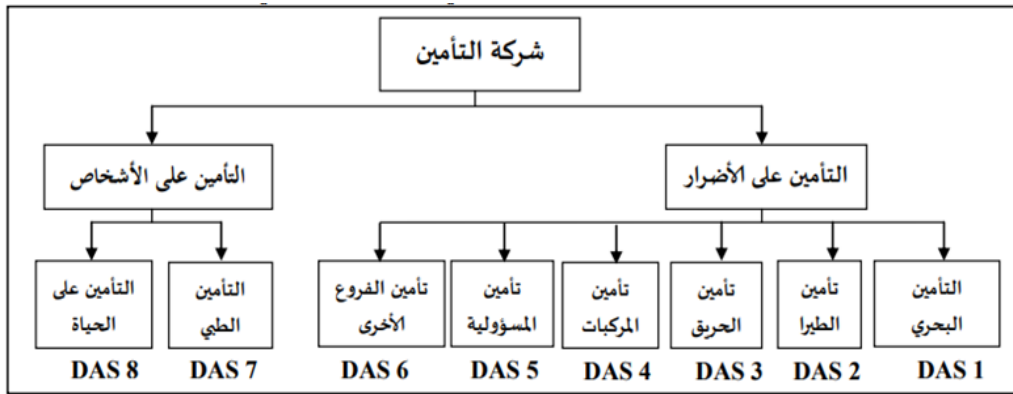 شركة التأمين
التأمين على الأضرار
التأمين على الأشخاص
التأمين
البحري
تأمين
الطيرا
تأمين
الحريق
تأمين
المركبات
تأمين
المسؤولية
تأمين الفروع
الأخرى
التأمين
الطبي
التأمين على
الحياة
DAS 1
DAS 2
DAS 3
DAS 4
DAS 5
DAS 6
DAS 7
DAS 8